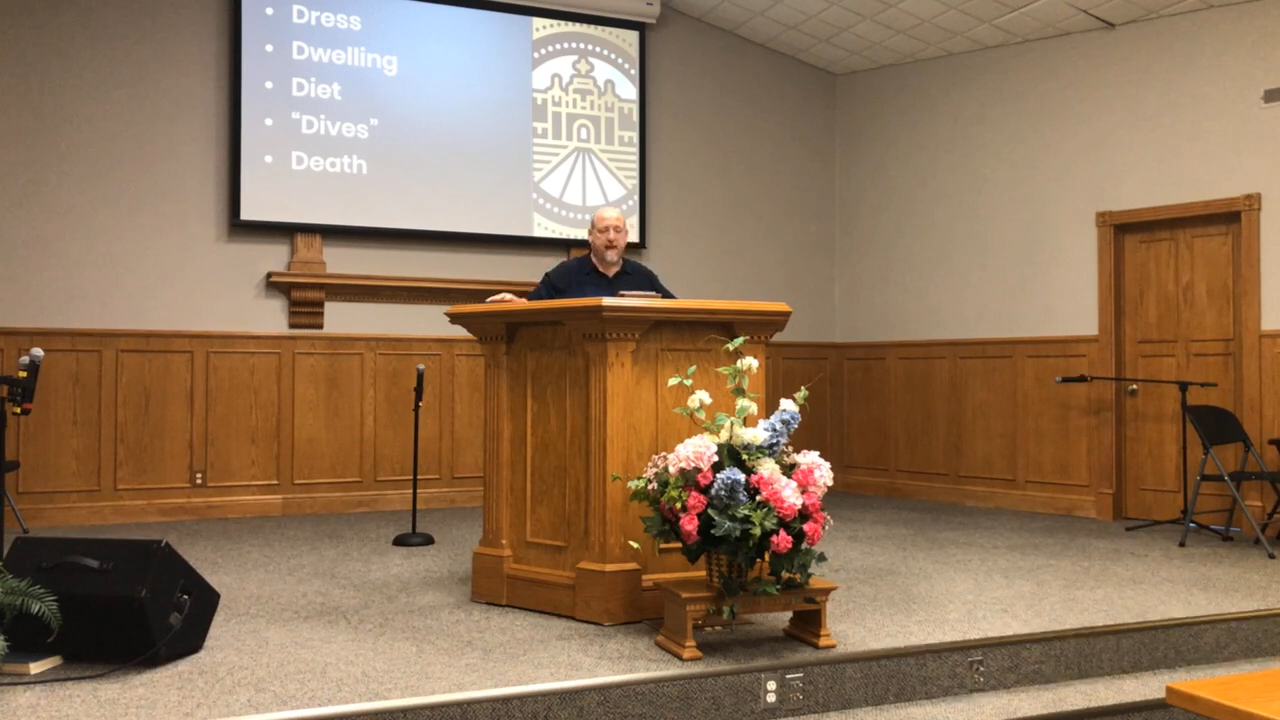 • Dress
• Dwelling
• Diet
• “Dives”
• Death